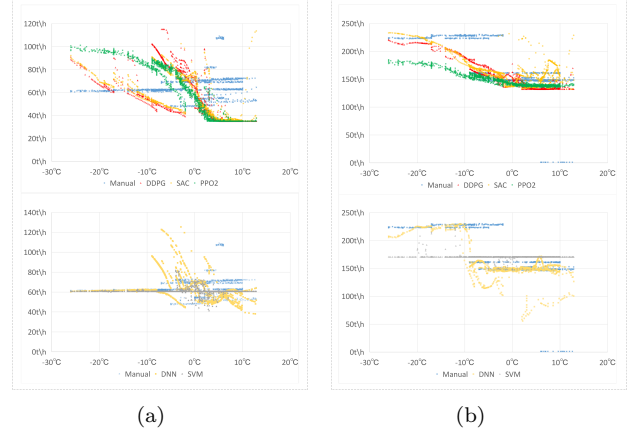 120t\h
100t\h
80t\h
60t\h
40t\h
20t\h
0t\h
-30℃ -20℃ -10℃ 0℃ 10℃ 20℃
Manual DDPG SAC PPO2
140t\h
120t\h
100t\h
80t\h
60t\h
40t\h
20t\h
0t\h
-30℃ -20℃ -10℃ 0℃ 10℃ 20℃
Manual DNN SVM
(a)
250t\h
200t\h
150t\h
100t\h
50t\h
0t\h
-30℃ -20℃ -10℃ 0℃ 10℃ 20℃
Manual DDPG SAC PPO2
250t\h
200t\h
150t\h
100t\h
50t\h
0t\h
-30℃ -20℃ -10℃ 0℃ 10℃ 20℃
Manual DNN SVM
(b)